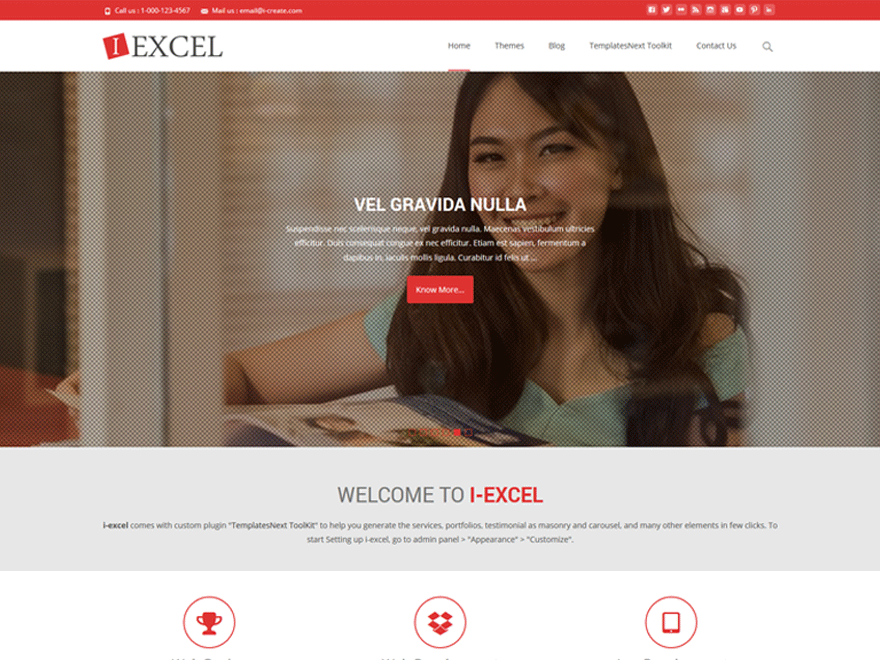 Call us : 1-000-123-4567 Mail us : email@i-create.com
I EXCEL
Home Themes Blog TemplatesNext Toolkit Contact Us
VEL GRAVIDA NULLA
Suspendisse nec scelerisque neque, vel gravida nulla. Maecenas vestibulum ultricies
efficitur. Duis consequat congue ex nec efficitur. Etiam est sapien, fermentum a
dapibus in, iaculis mollis ligula. Curabitur id felis ut ...
Know More...
WELCOME TO I-EXCEL
i-excel comes with custom plugin "TemplatesNext ToolKit" to help you generate the services, portfolios, testimonial as masonry and carousel, and many other elements in few clicks. To
start Setting up i-excel, go to admin panel > "Appearance" > "Customize".